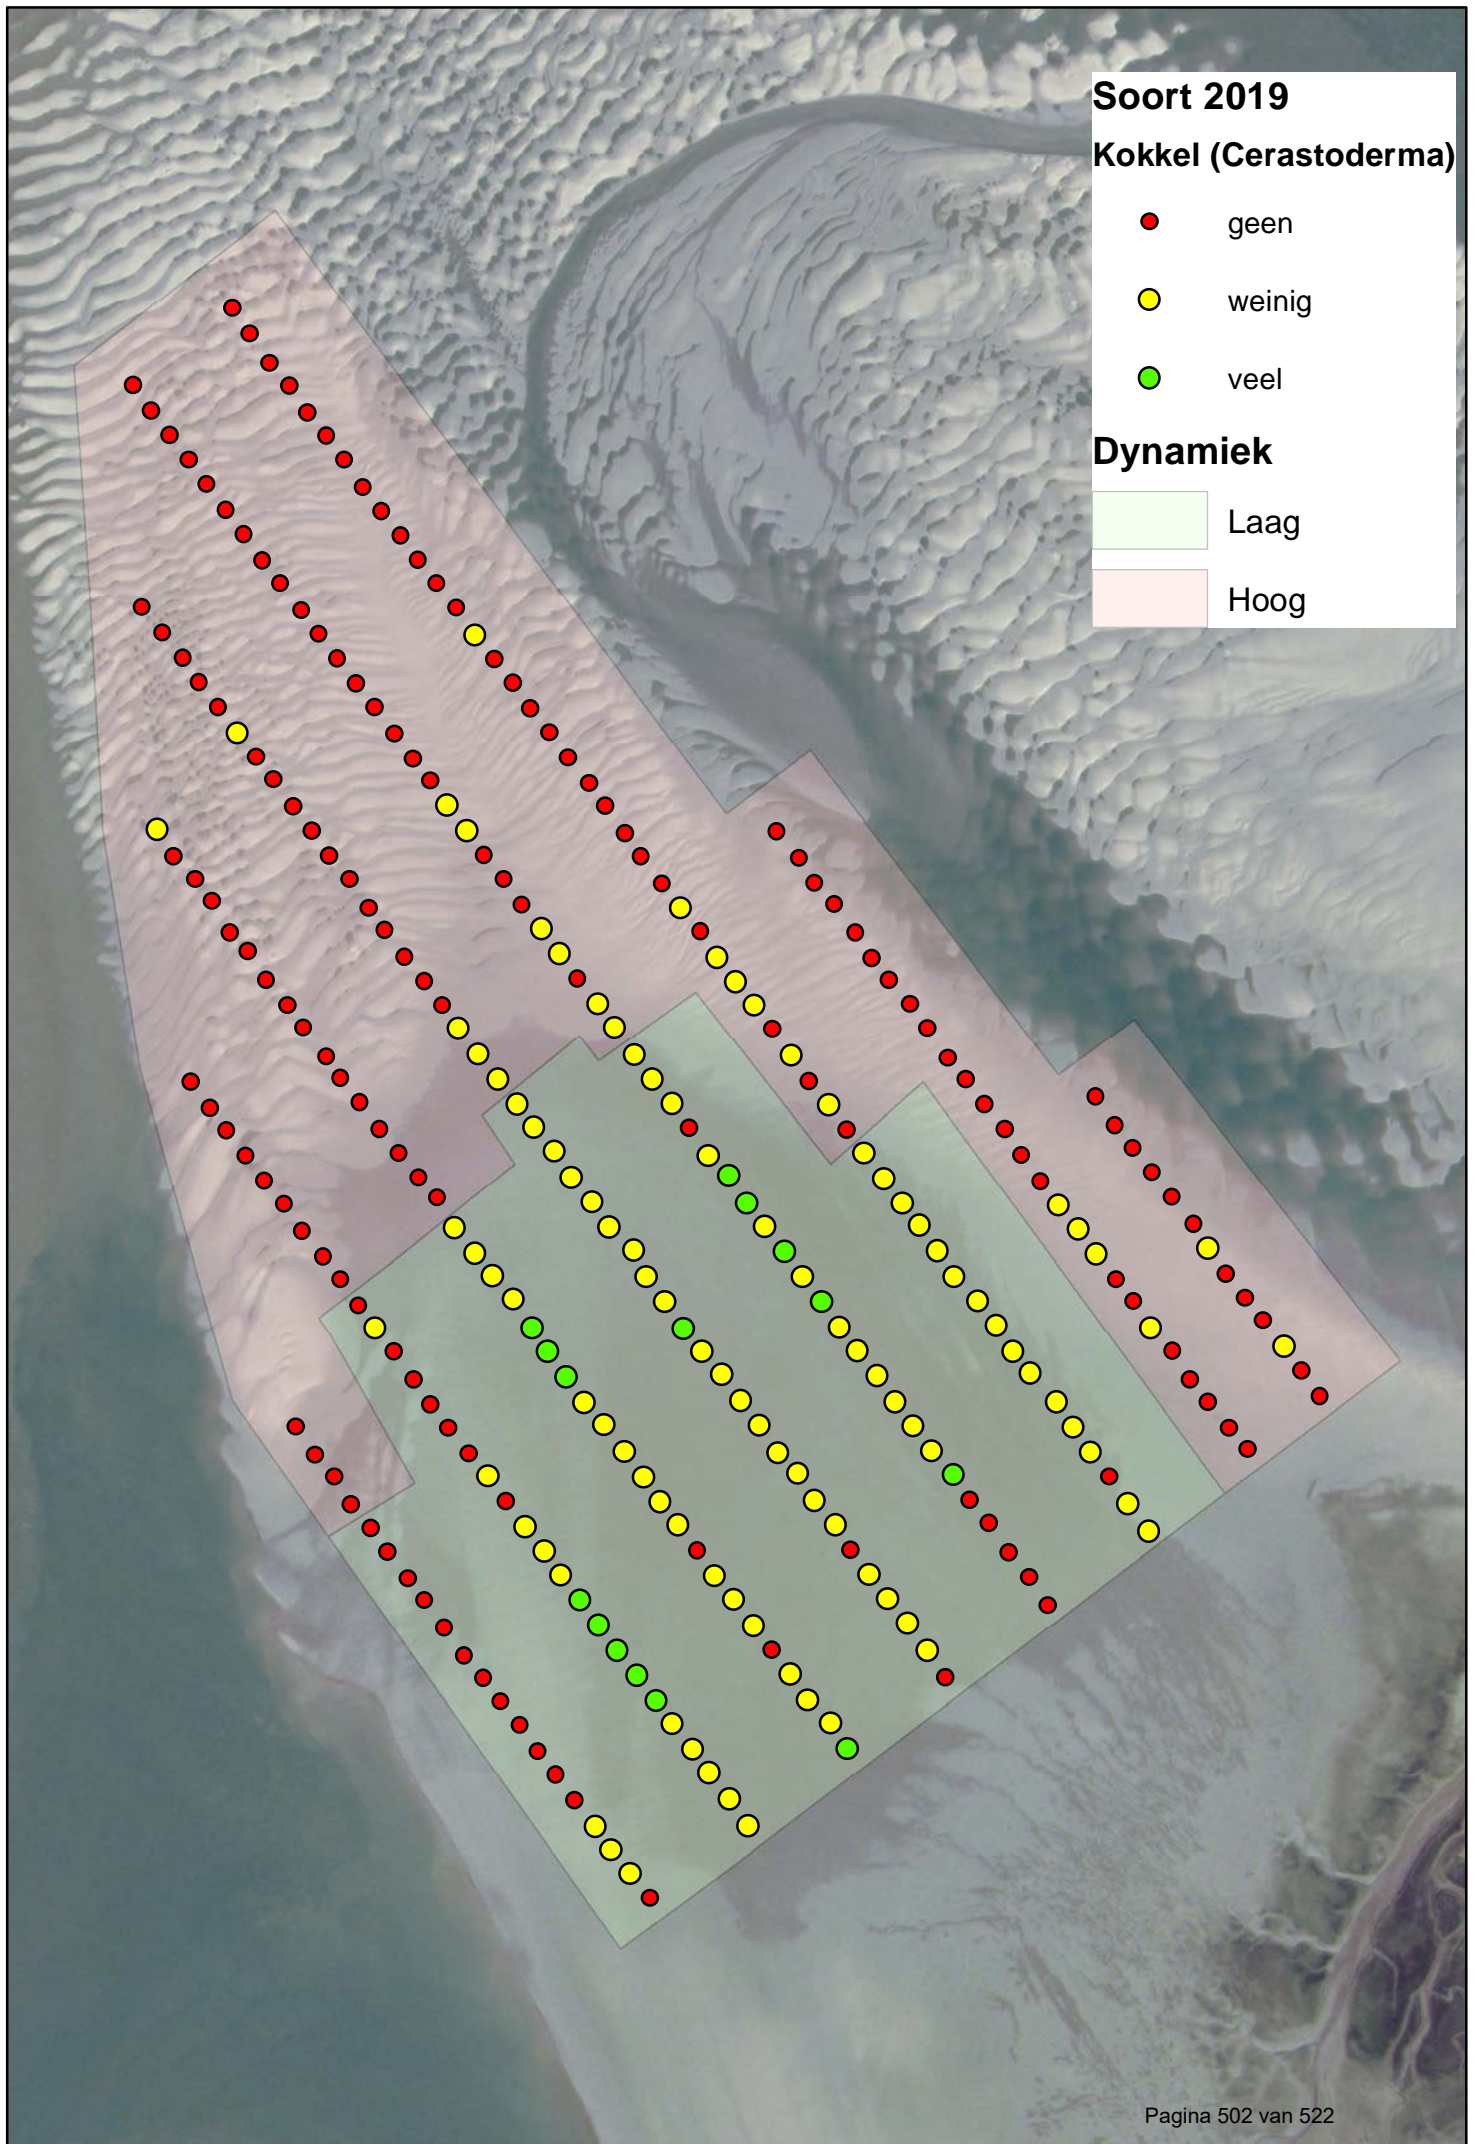 Soort 2019
Kokkel (Cerastoderma)
geen
weinig
veel
Dynamiek
Laag
Hoog
Pagina 502 van 522